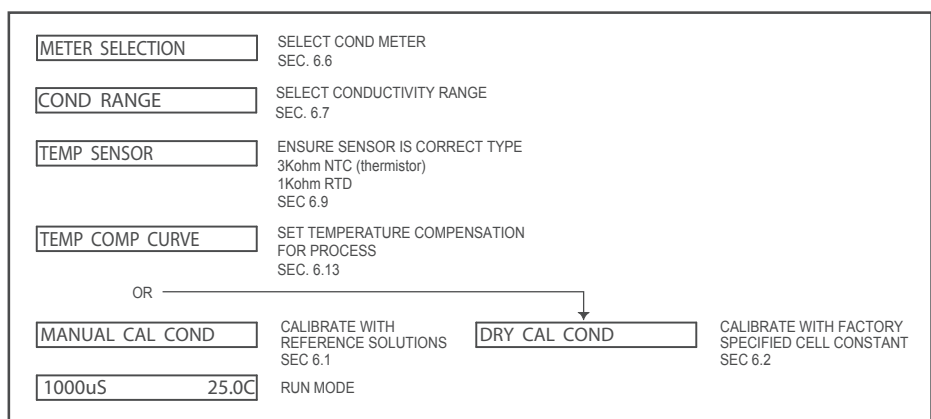 METER SELECTION
SELECT COND METER
SEC. 6.6
COND RANGE
SELECT CONDUCTIVITY RANGE
SEC. 6.7
TEMP SENSOR
ENSURE SENSOR IS CORRECT TYPE
3Kohm NTC (thermistor)
1Kohm RTD
SEC 6.9
TEMP COMP CURVE
SET TEMPERATURE COMPENSATION
FOR PROCESS
SEC. 6.13
OR
MANUAL CAL COND
CALIBRATE WITH
REFERENCE SOLUTIONS
SEC 6.1
DRY CAL COND
CALIBRATE WITH FACTORY
SPECIFIED CELL CONSTANT
SEC 6.2
1000uS 25.0C
RUN MODE